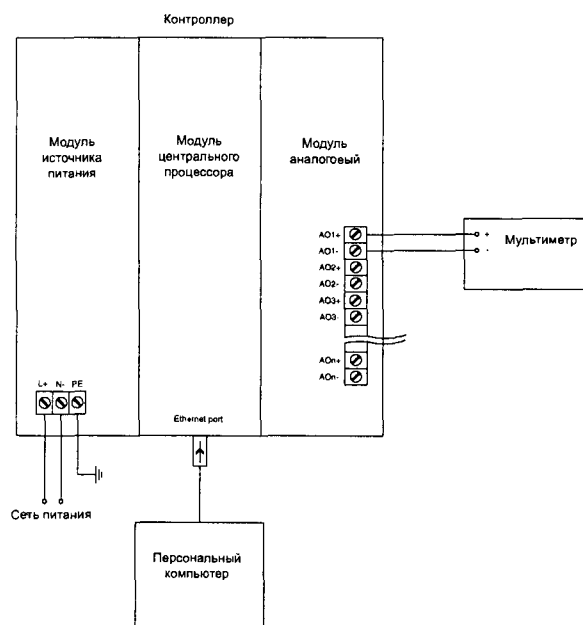 Контроллер
Модуль
источника
питания
Модуль
центрального
процессора
Модуль
аналоговый
AO1+
AO1-
AO2+
AO2-
AO3+
AO3-
AOn+
AOn-
+
-
Мультиметр
L+ N- PE
Ethernet port
Сеть питания
Персональный
компьютер